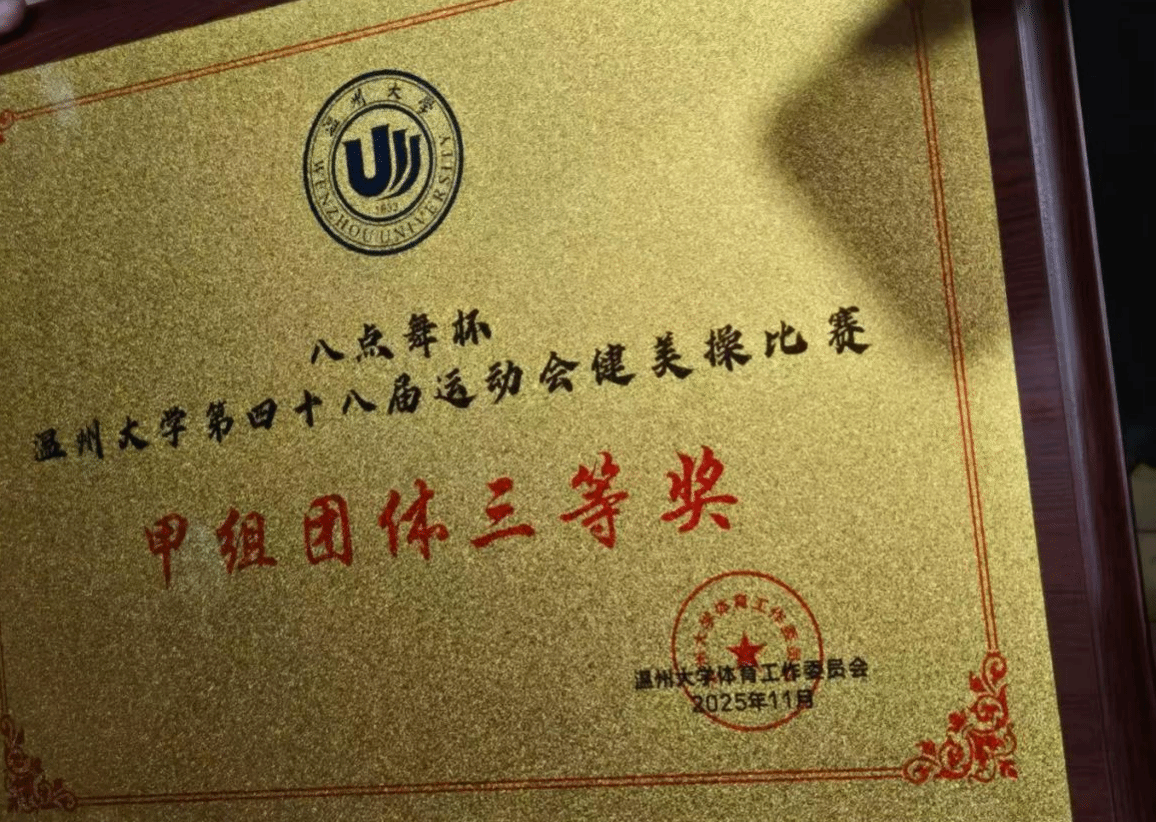 温州大学
WENZHOU UNIVERSITY
1933
八点舞杯
温州大学第四十八届运动会健美操比赛
甲组团体三等奖
温州大学体育工作委员会
2025年11月